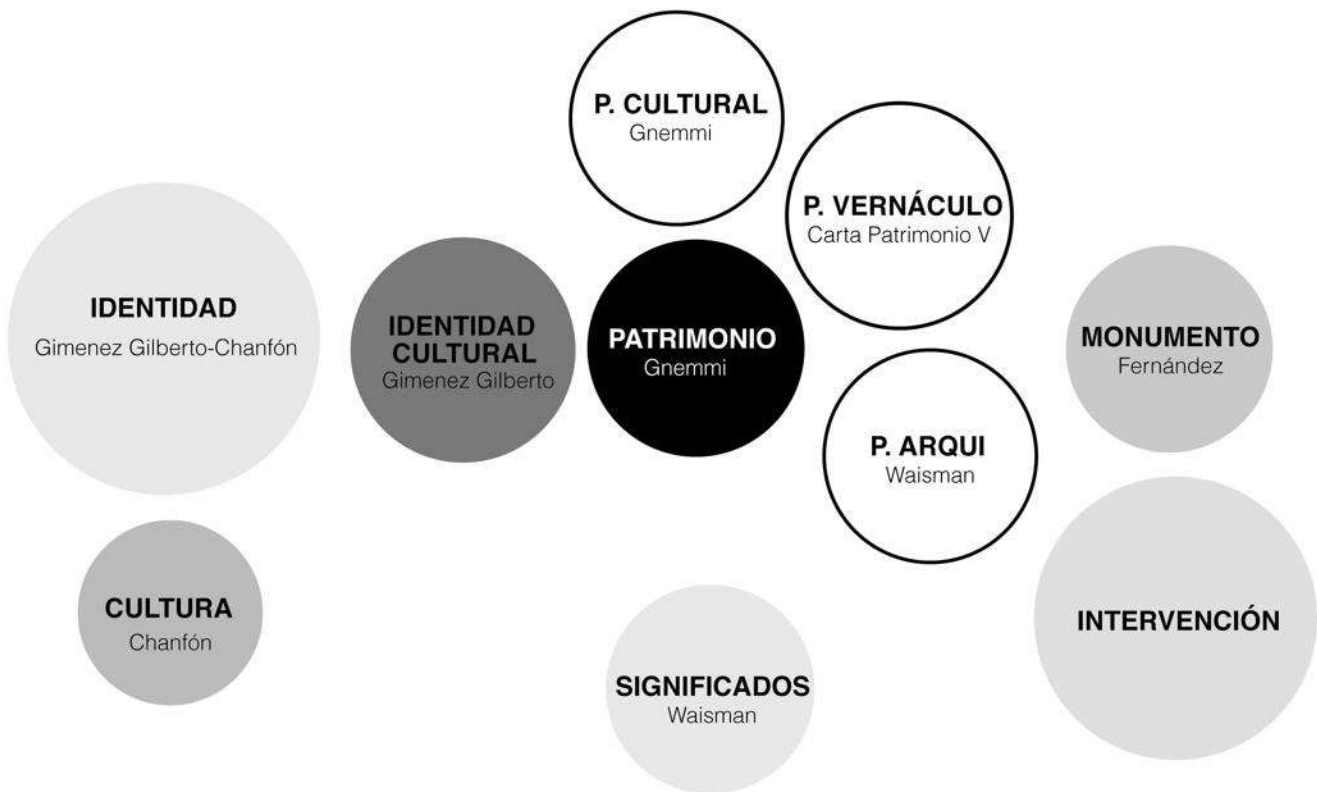 P. CULTURAL
Gnemmi
P. VERNÁCULO
Carta Patrimonio V
IDENTIDAD
Gimenez Gilberto-Chanfón
IDENTIDAD
CULTURAL
Gimenez Gilberto
PATRIMONIO
Gnemmi
MONUMENTO
Fernández
P. ARQUI
Waisman
CULTURA
Chanfón
SIGNIFICADOS
Waisman
INTERVENCIÓN